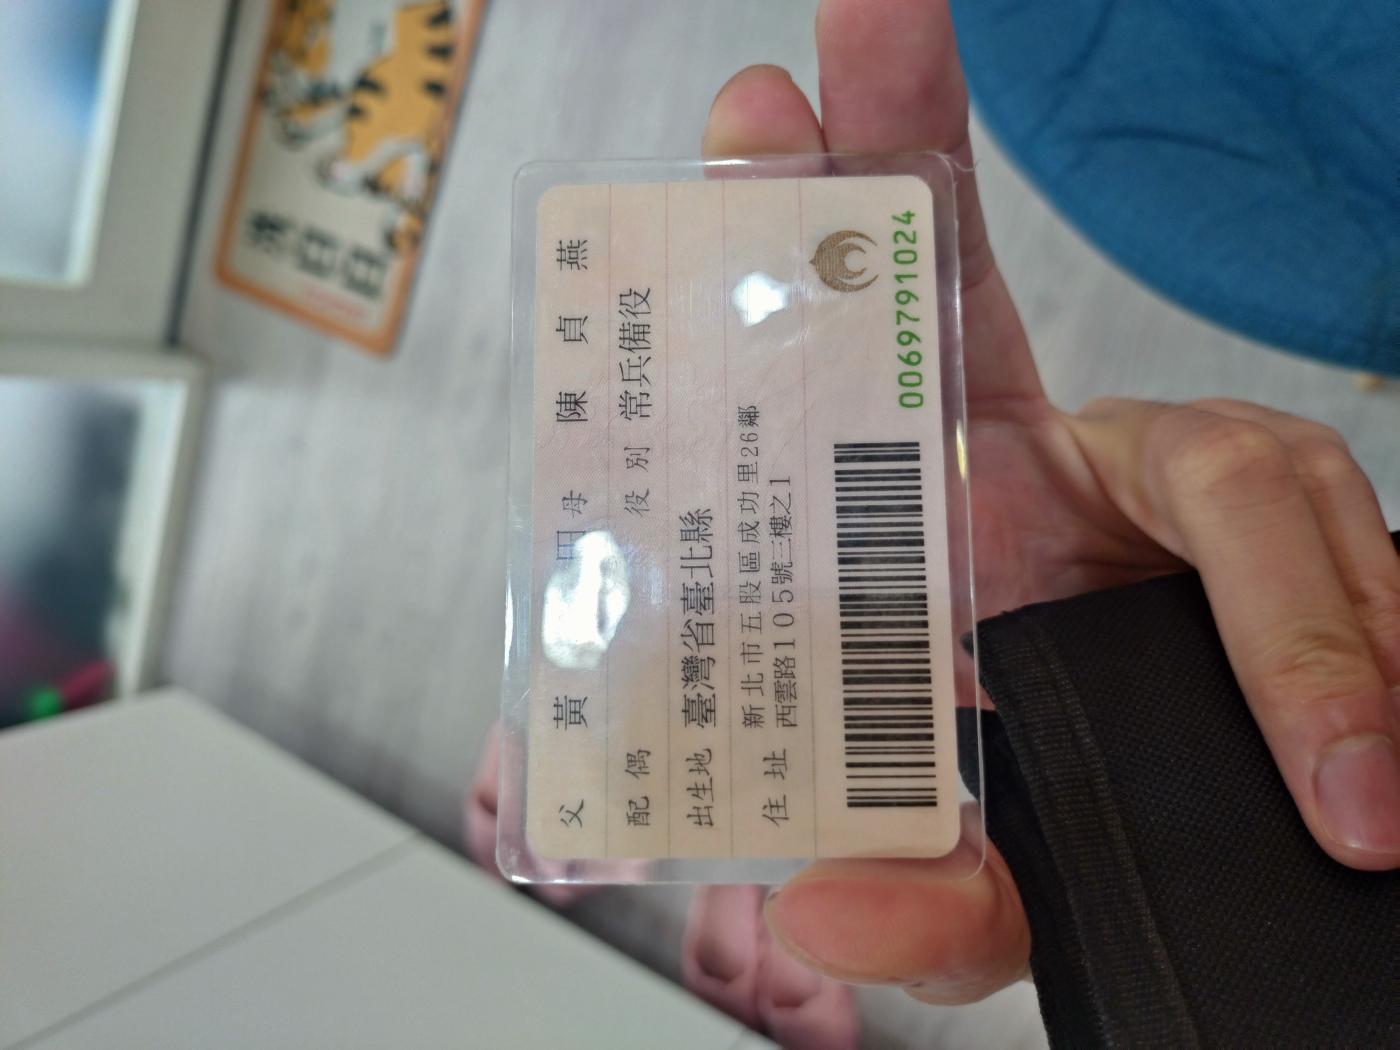 父 黃 田 母 陳 貞 燕
配偶 役別 常兵備役
出生地 臺灣省臺北縣
住址 新北市五股區成功里26鄰
西雲路105號三樓之1
0069791024